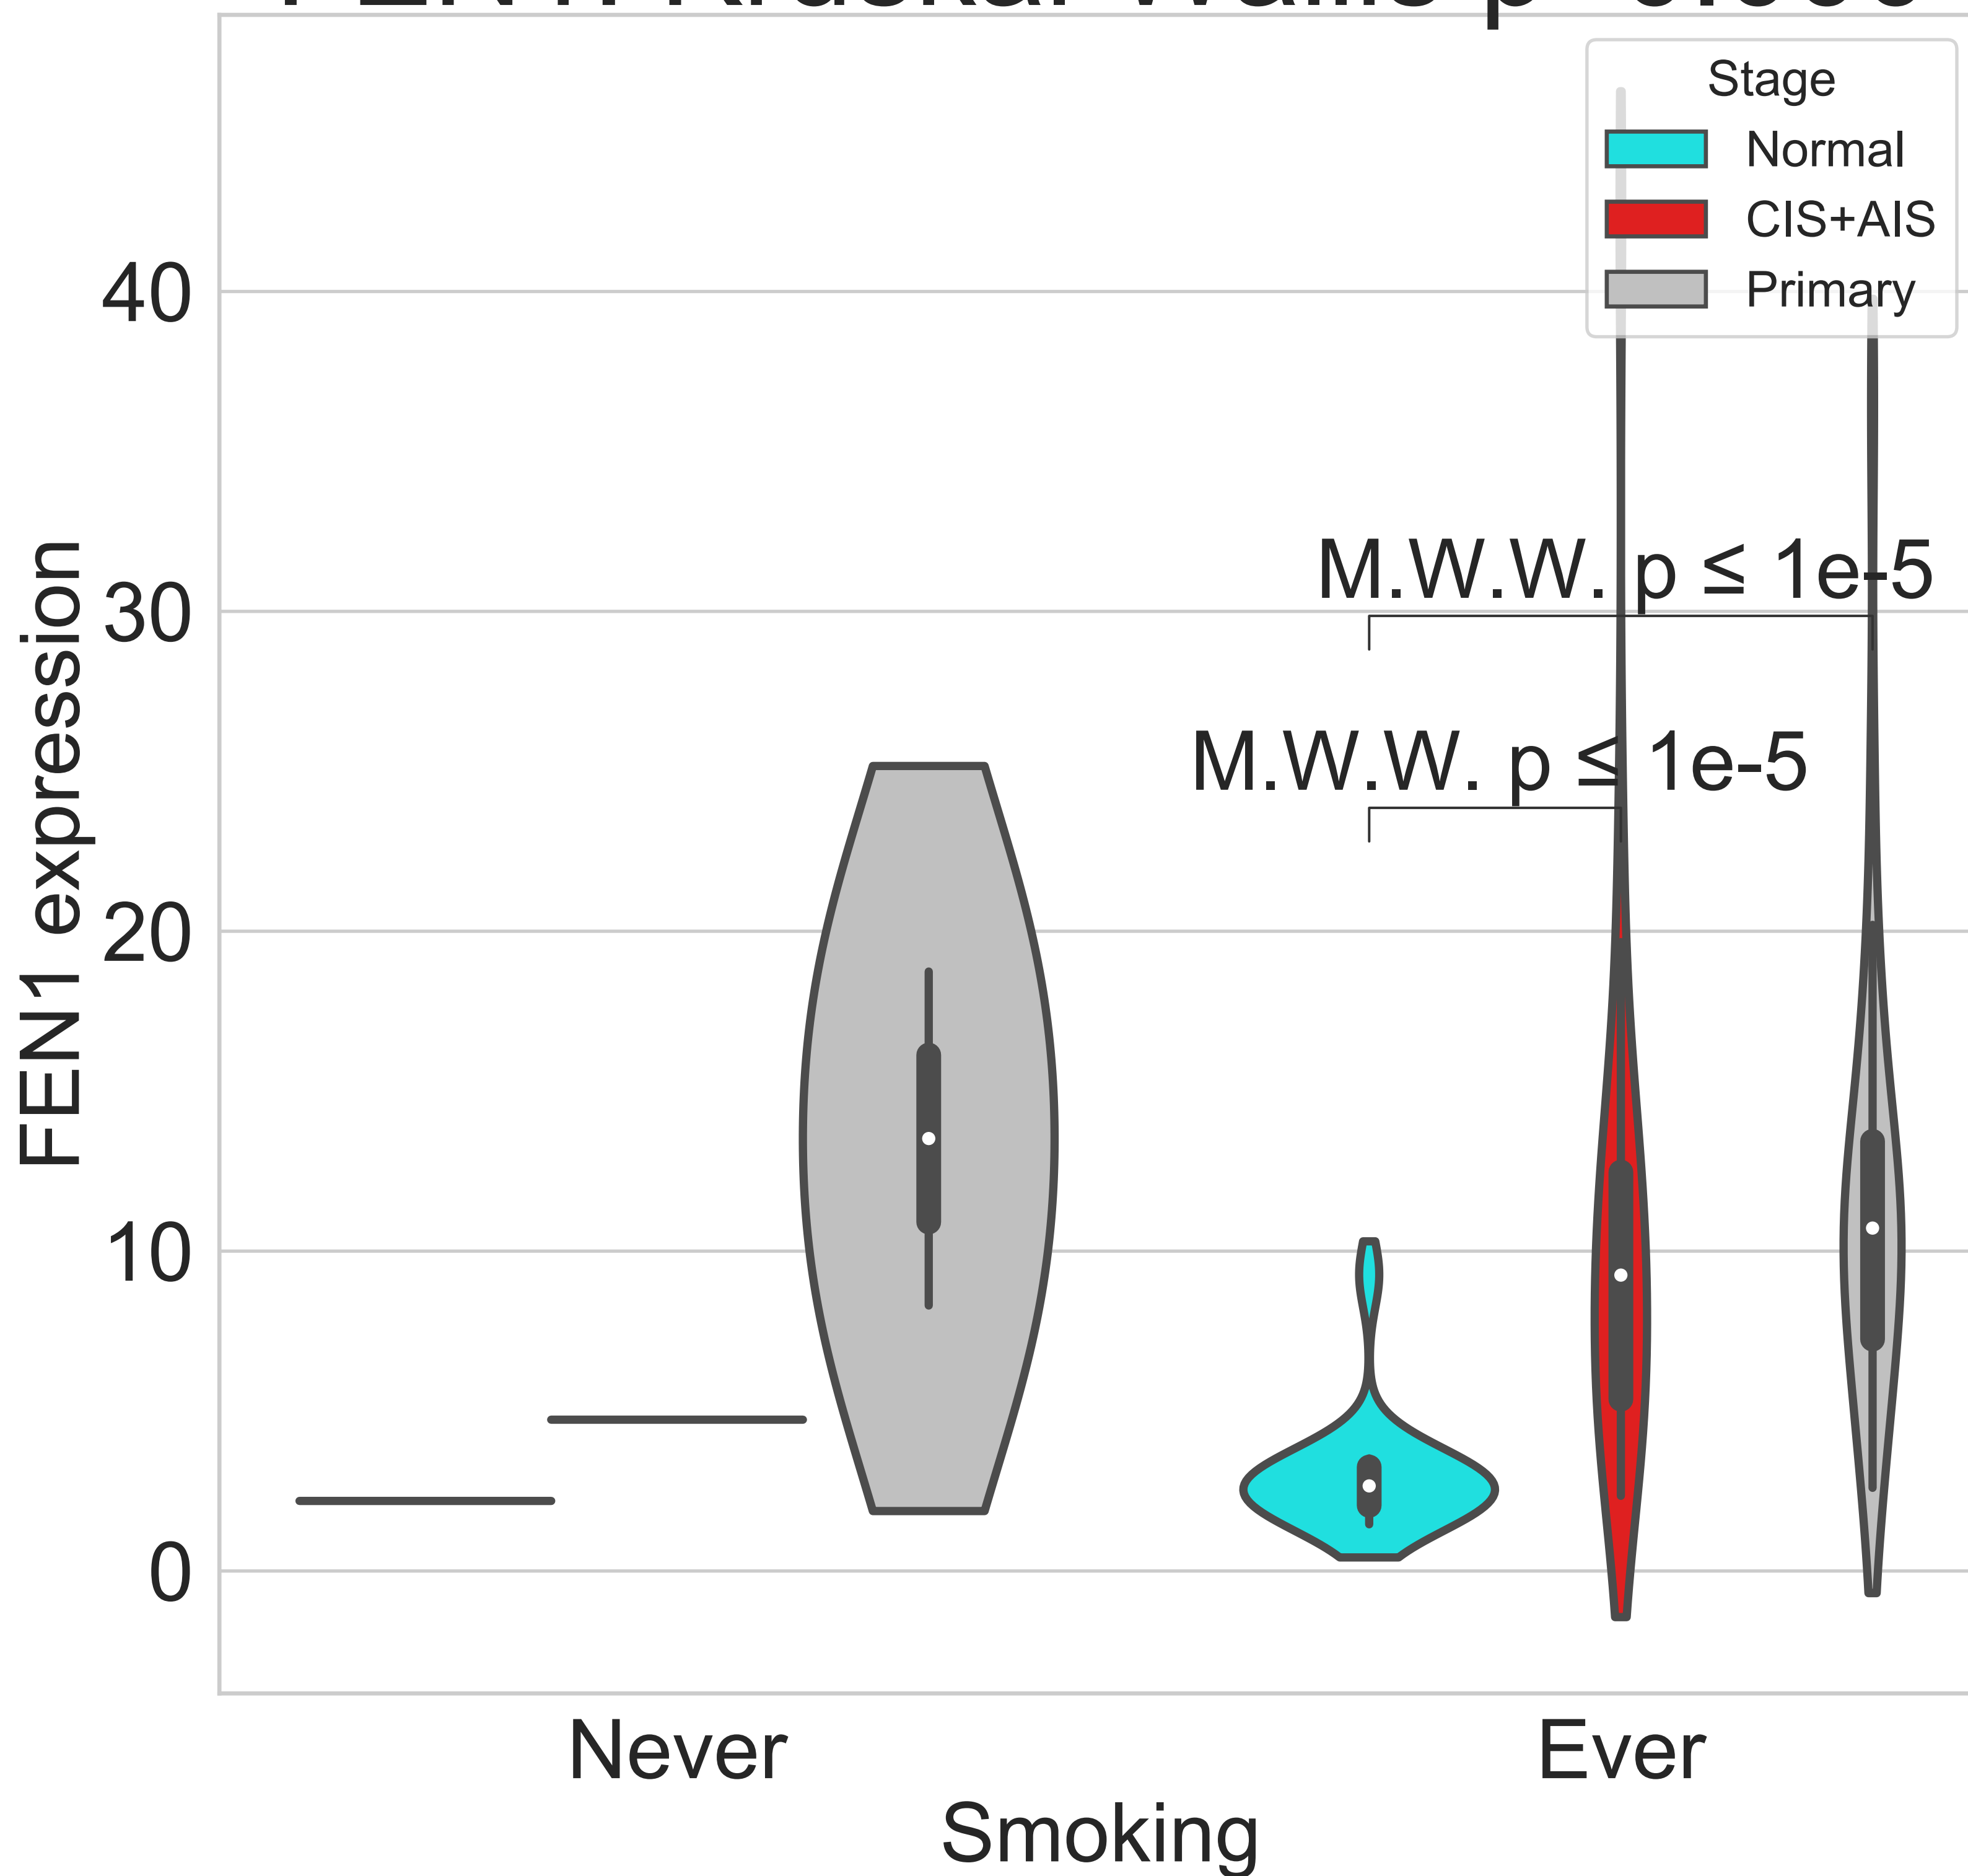 Stage
Normal
CIS+AIS
Primary
40
30
20
10
0
FEN1 expression
M.W.W. p ≤ 1e-5
M.W.W. p ≤ 1e-5
Never
Ever
Smoking